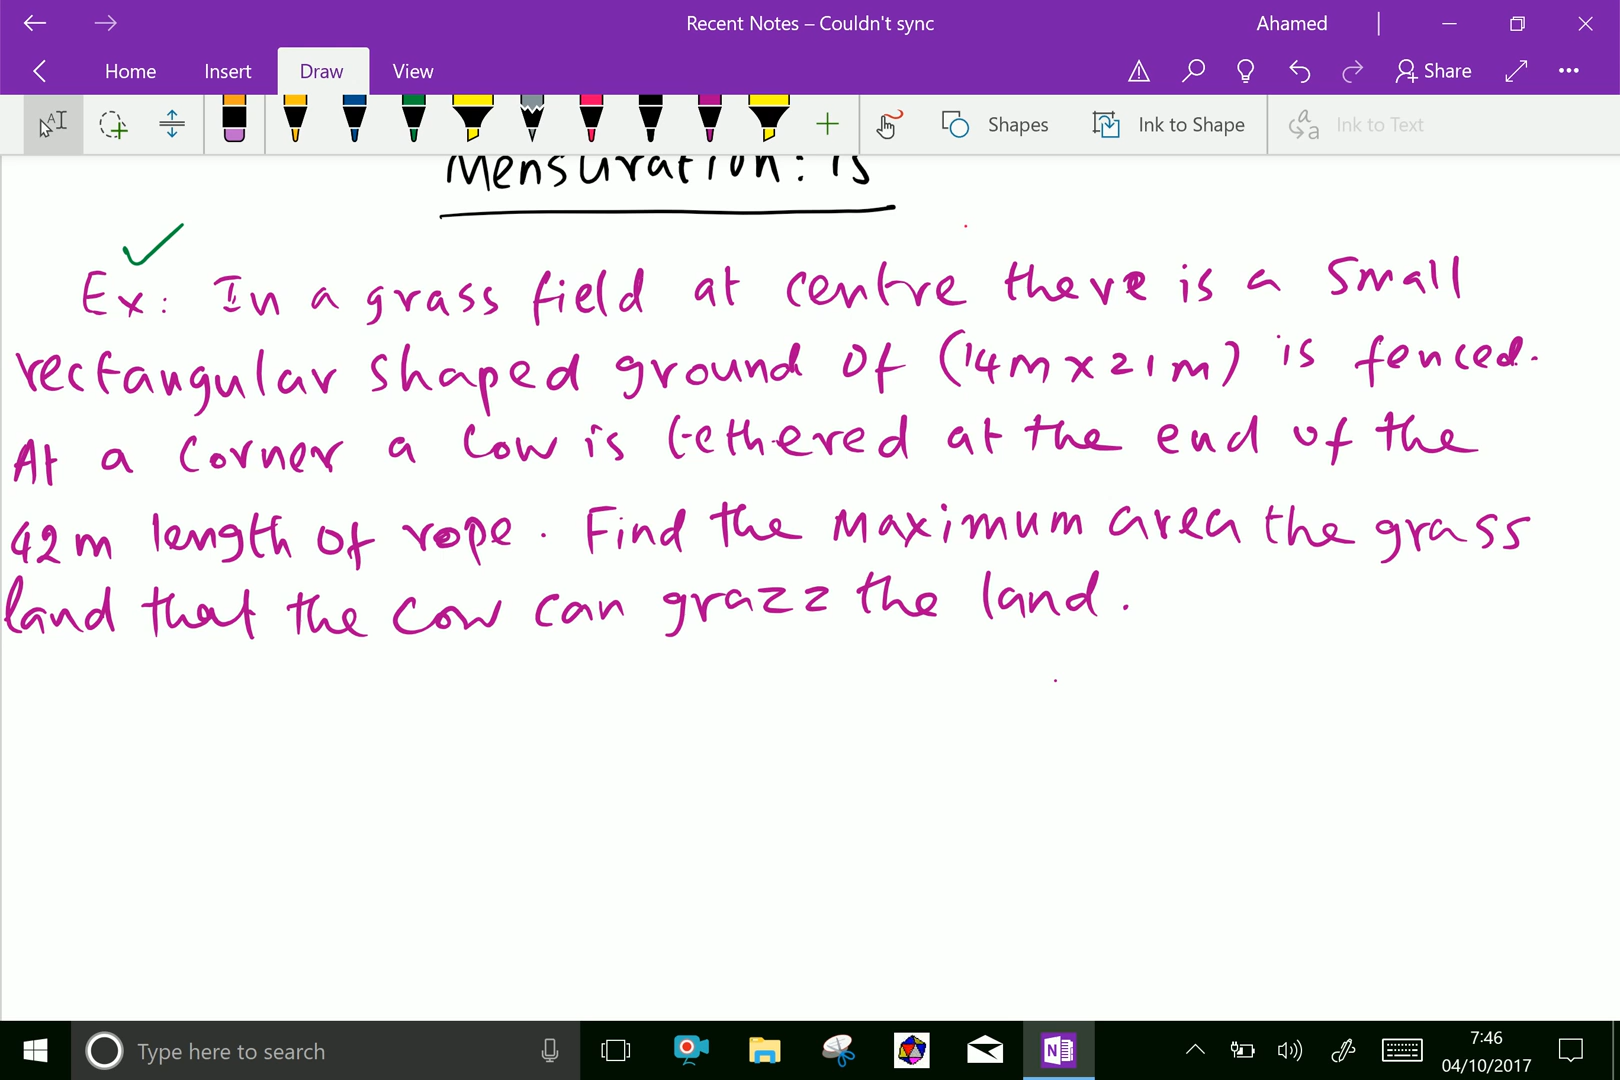 Recent Notes – Couldn't sync
Ahamed
Home
Insert
Draw
View
Share
Shapes
Ink to Shape
Ink to Text
Mensuration: 15
Ex: In a grass field at centre there is a small
rectangular shaped ground of (14m x 21m) is fenced.
At a corner a cow is tethered at the end of the
42m length of rope. Find the maximum area the grass
land that the cow can grazz the land.
Type here to search
7:46
04/10/2017